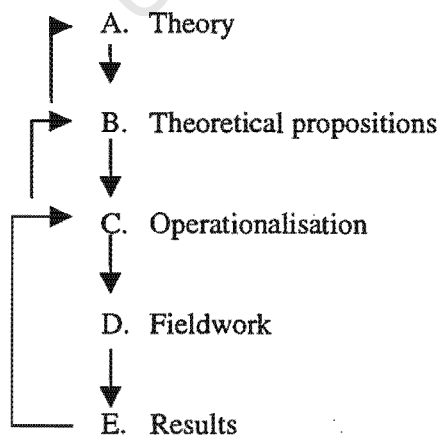 A. Theory
B. Theoretical propositions
C. Operationalisation
D. Fieldwork
E. Results